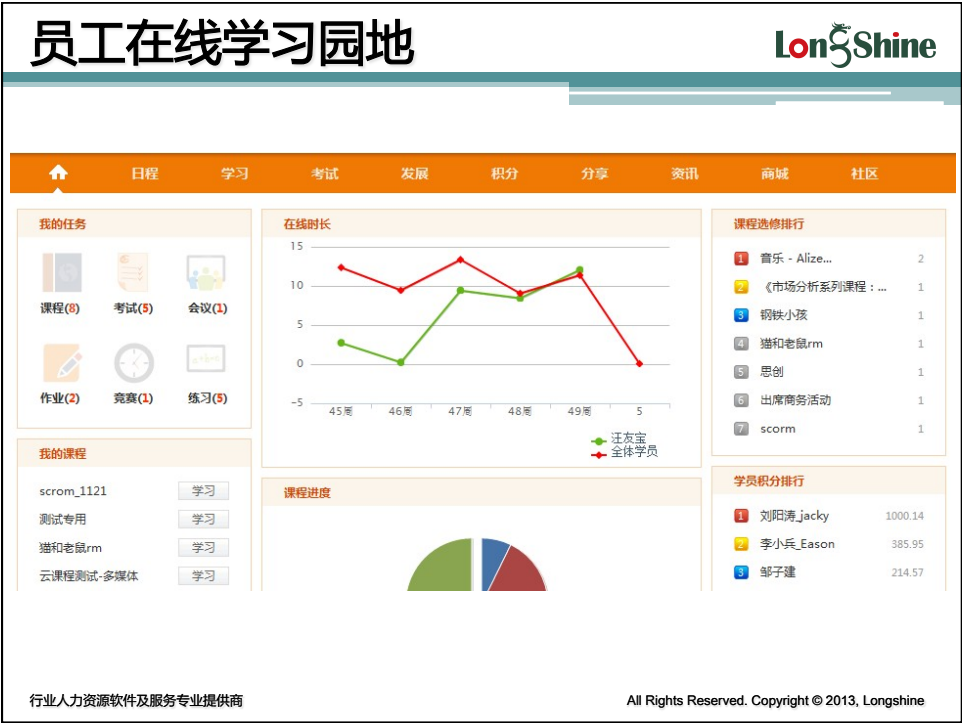 员工在线学习园地
LongShine
日程 学习 考试 发展 积分 分享 资讯 商城 社区
我的任务
课程(8) 考试(5) 会议(1)
作业(2) 竞赛(1) 练习(5)
我的课程
scrom_1121 学习
测试专用 学习
猫和老鼠rm 学习
云课程测试-多媒体 学习
在线时长
15
10
5
0
-5
45周 46周 47周 48周 49周 5
汪友宝
全体学员
课程进度
课程选修排行
1 音乐 - Alize... 2
2 《市场分析系列课程：... 1
3 钢铁小孩 1
4 猫和老鼠rm 1
5 思创 1
6 出席商务活动 1
7 scorm 1
学员积分排行
1 刘阳涛_jacky 1000.14
2 李小兵_Eason 385.95
3 邹子建 214.57
行业人力资源软件及服务专业提供商
All Rights Reserved. Copyright © 2013, Longshine